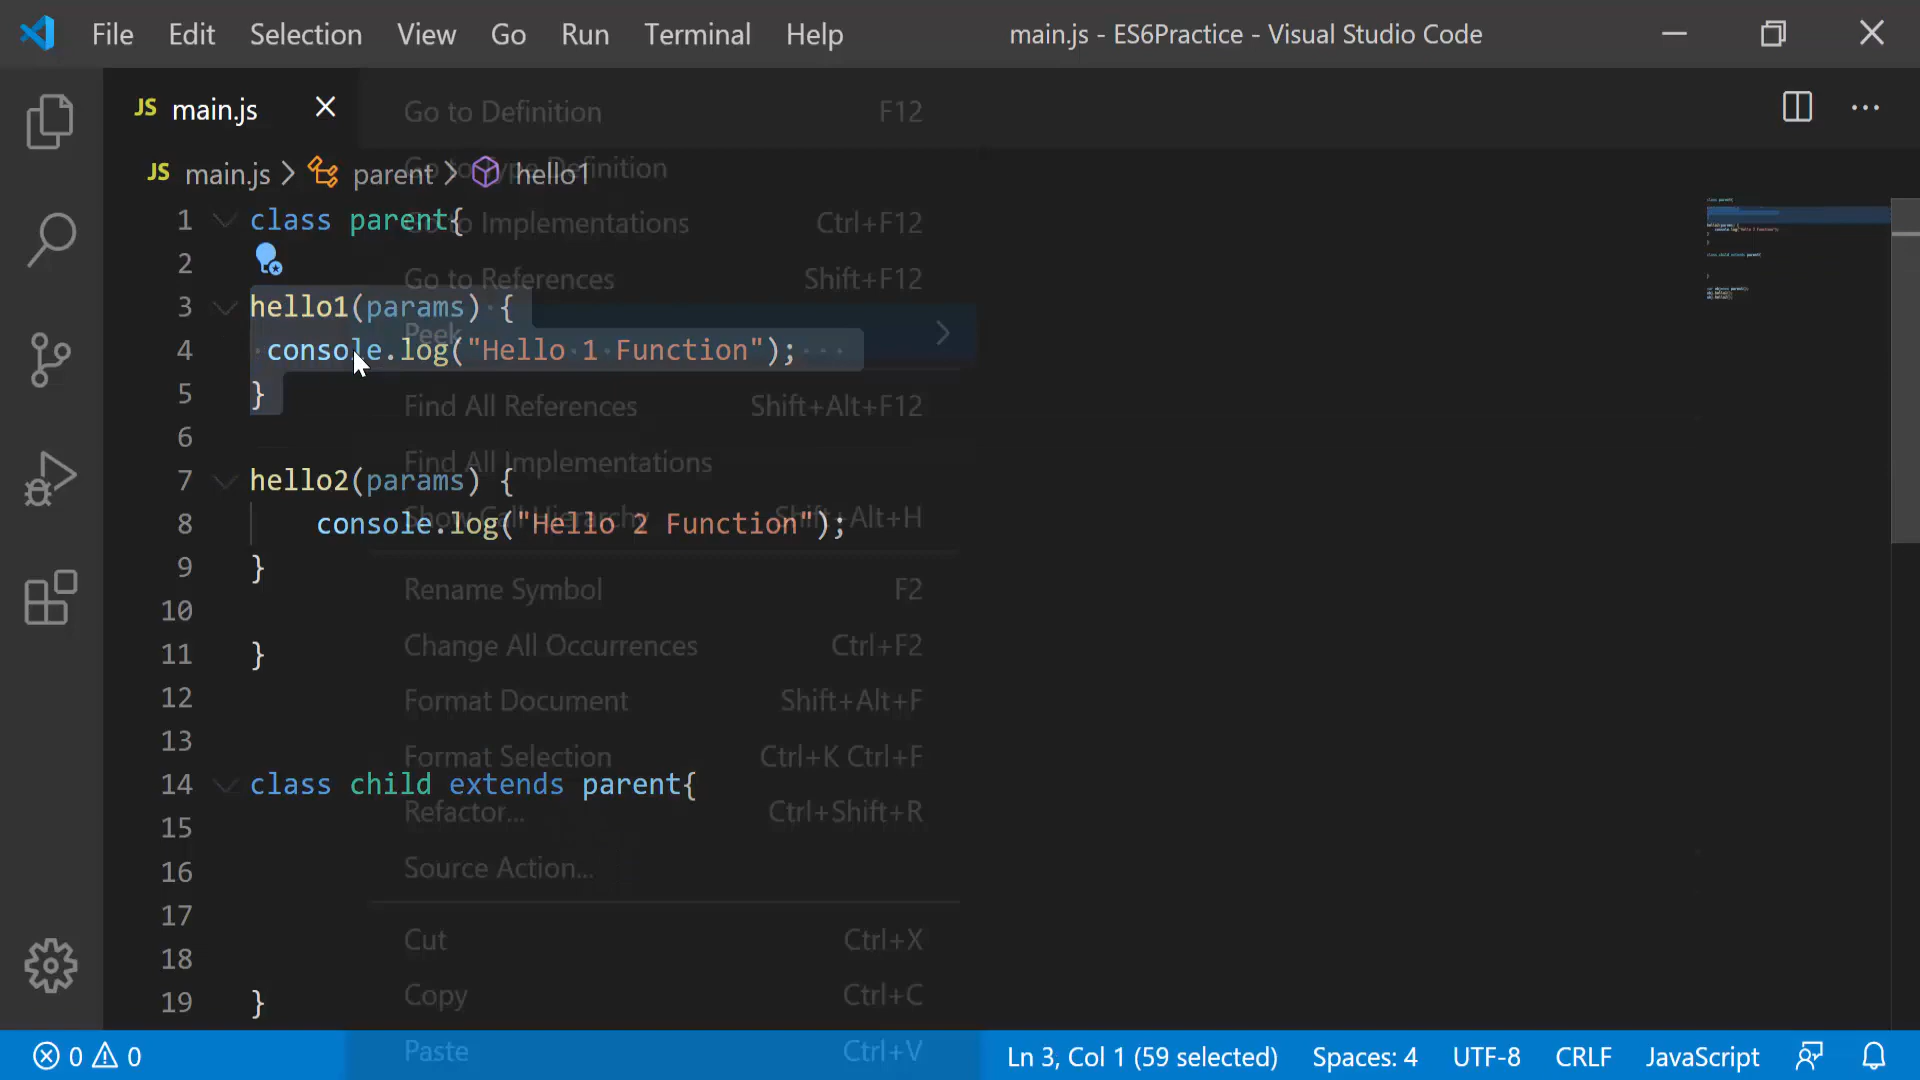 File Edit Selection View Go Run Terminal Help main.js - ES6Practice - Visual Studio Code
JS main.js
JS main.js > parent > hello1
Go to Definition F12
Go to Type Definition
Go to Implementations Ctrl+F12
Go to References Shift+F12
Peek
Find All References Shift+Alt+F12
Find All Implementations
Show Call Hierarchy Shift+Alt+H
Rename Symbol F2
Change All Occurrences Ctrl+F2
Format Document Shift+Alt+F
Format Selection Ctrl+K Ctrl+F
Refactor... Ctrl+Shift+R
Source Action...
Cut Ctrl+X
Copy Ctrl+C
Paste Ctrl+V
1 class parent{
2
3 hello1(params) {
4 console.log("Hello 1 Function");
5 }
6
7 hello2(params) {
8 console.log("Hello 2 Function");
9 }
10
11 }
12
13
14 class child extends parent{
15
16
17
18
19 }
0 0 Ln 3, Col 1 (59 selected) Spaces: 4 UTF-8 CRLF JavaScript